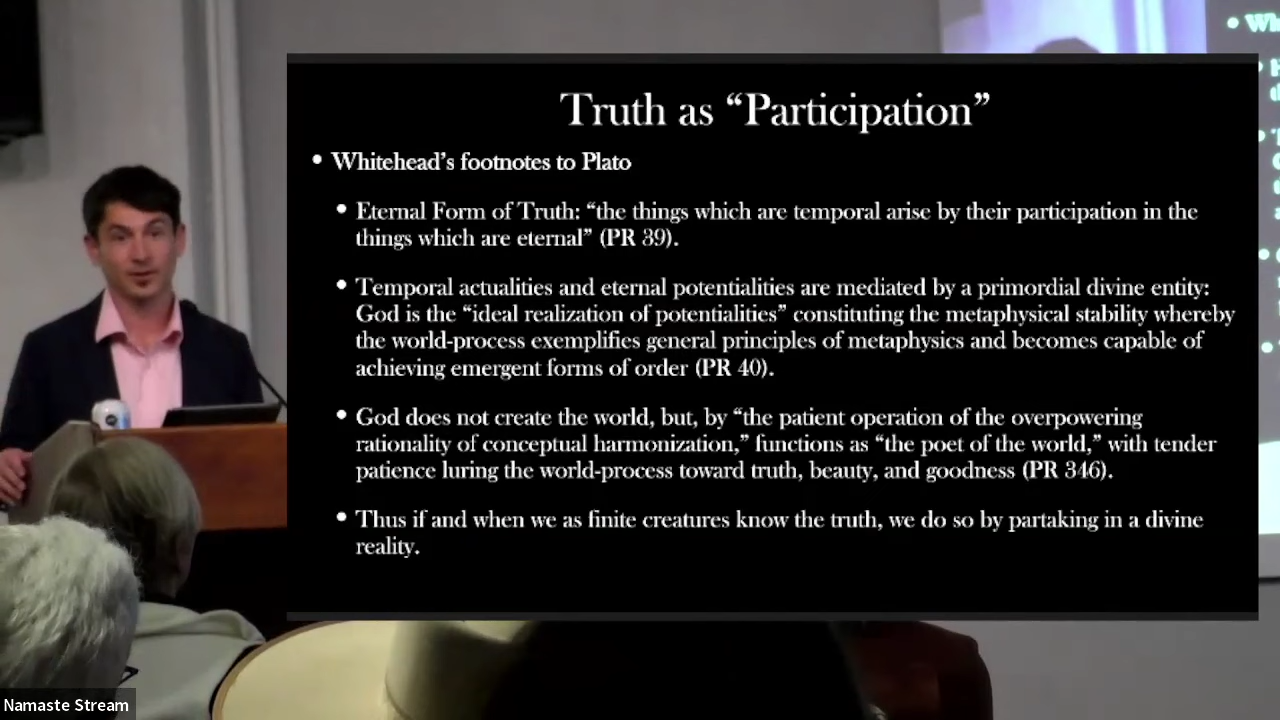 Truth as “Participation”
• Whitehead’s footnotes to Plato
• Eternal Form of Truth: “the things which are temporal arise by their participation in the
things which are eternal” (PR 39).
• Temporal actualities and eternal potentialities are mediated by a primordial divine entity:
God is the “ideal realization of potentialities” constituting the metaphysical stability whereby
the world-process exemplifies general principles of metaphysics and becomes capable of
achieving emergent forms of order (PR 40).
• God does not create the world, but, by “the patient operation of the overpowering
rationality of conceptual harmonization,” functions as “the poet of the world,” with tender
patience luring the world-process toward truth, beauty, and goodness (PR 346).
• Thus if and when we as finite creatures know the truth, we do so by partaking in a divine
reality.
Namaste Stream